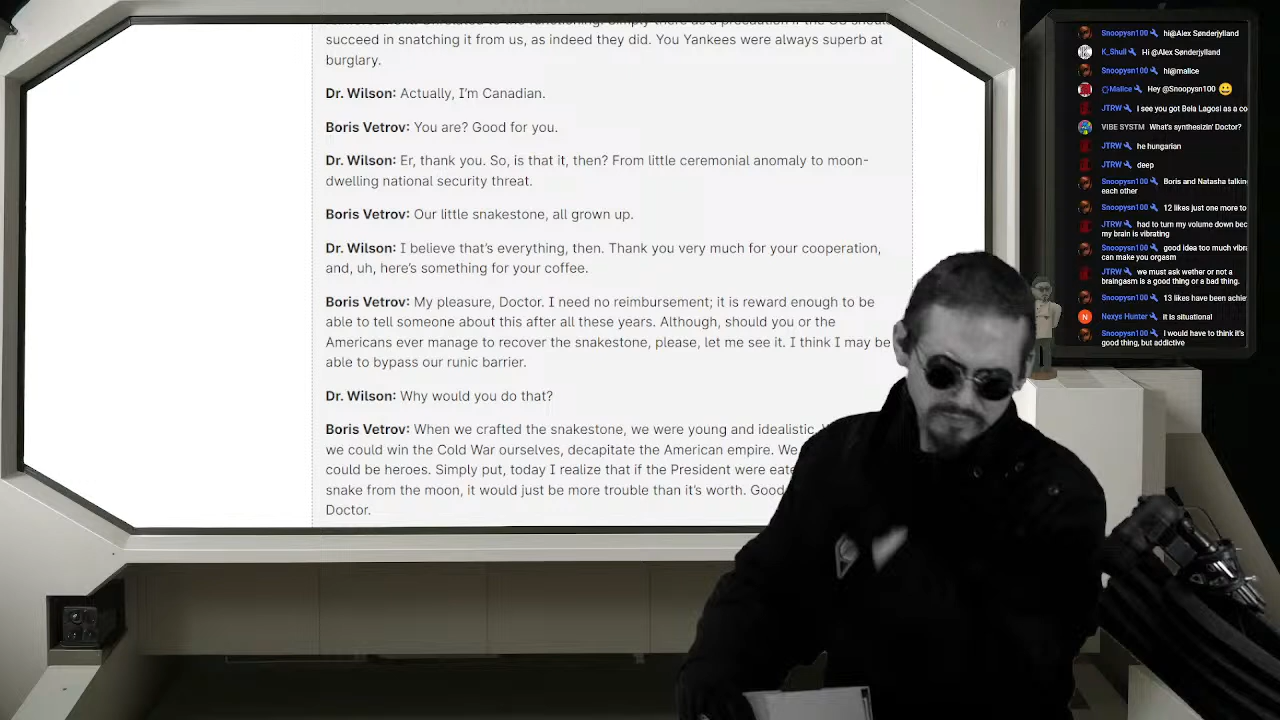 succeed in snatching it from us, as indeed they did. You Yankees were always superb at
burglary.
Dr. Wilson: Actually, I'm Canadian.
Boris Vetrov: You are? Good for you.
Dr. Wilson: Er, thank you. So, is that it, then? From little ceremonial anomaly to moon-
dwelling national security threat.
Boris Vetrov: Our little snakestone, all grown up.
Dr. Wilson: I believe that's everything, then. Thank you very much for your cooperation,
and, uh, here's something for your coffee.
Boris Vetrov: My pleasure, Doctor. I need no reimbursement; it is reward enough to be
able to tell someone about this after all these years. Although, should you or the
Americans ever manage to recover the snakestone, please, let me see it. I think I may be
able to bypass our runic barrier.
Dr. Wilson: Why would you do that?
Boris Vetrov: When we crafted the snakestone, we were young and idealistic.
we could win the Cold War ourselves, decapitate the American empire. We
could be heroes. Simply put, today I realize that if the President were eate
snake from the moon, it would just be more trouble than it's worth. Good
Doctor.
Snoopysn100 hi@Alex Sønderjylland
K_Shull Hi @Alex Sønderjylland
Snoopysn100 hi@malice
Malice Hey @Snoopysn100
JTRW I see you got Bela Lagosi as a co
VIBE SYSTM What's synthesizin' Doctor?
JTRW he hungarian
JTRW deep
Snoopysn100 Boris and Natasha talkin
each other
Snoopysn100 12 likes just one more to
JTRW had to turn my volume down bec
my brain is vibrating
Snoopysn100 good idea too much vibr
can make you orgasm
JTRW we must ask wether or not a
braingasm is a good thing or a bad thing.
Snoopysn100 13 likes have been achie
Nexys Hunter It is situational
Snoopysn100 I would have to think it's
good thing, but addictive